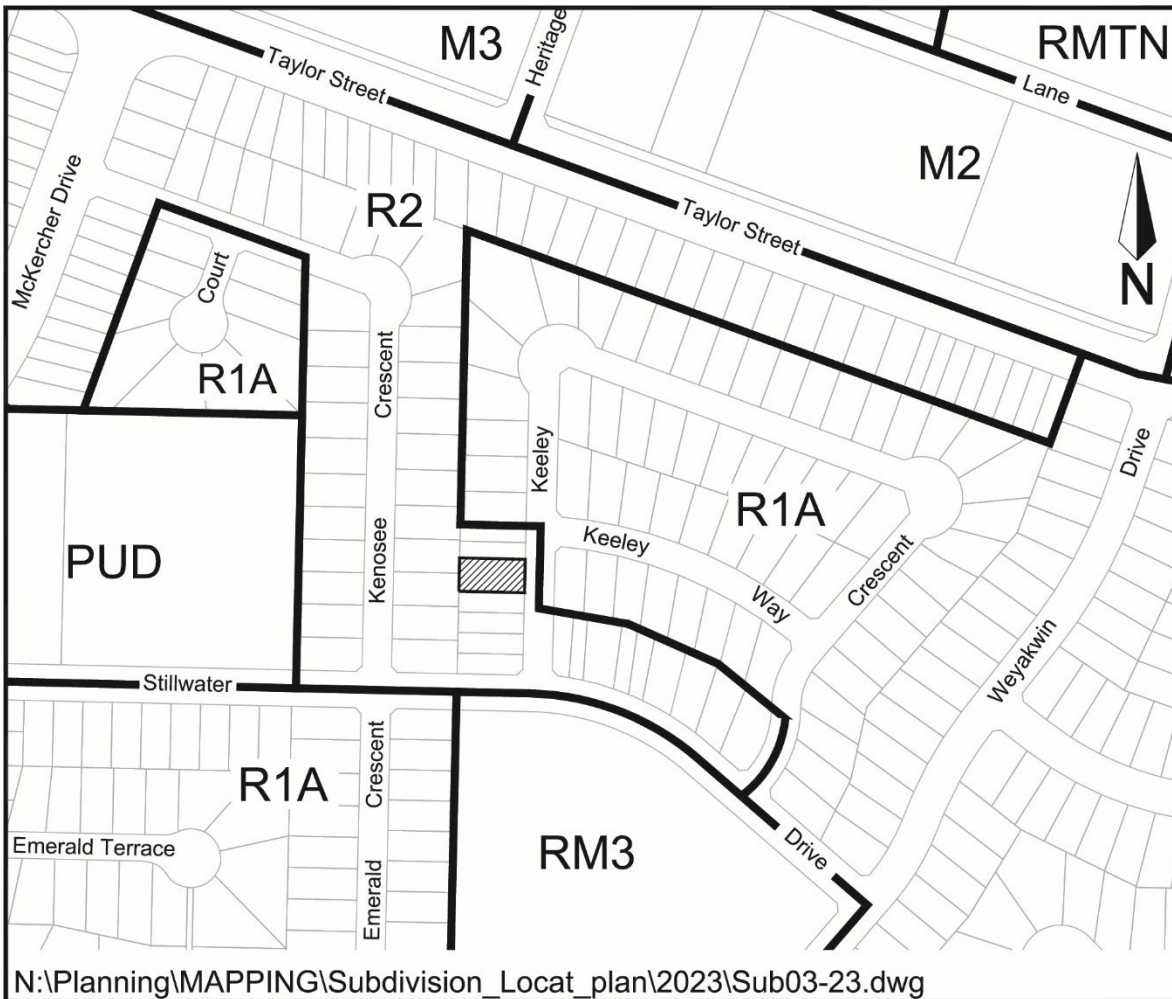 M3
Heritage
RMTN
Taylor Street
Lane
M2
McKercher Drive
R2
Taylor Street
N
Court
R1A
Crescent
Keeley
Drive
R1A
PUD
Kenosee
Keeley
Way
Crescent
Weyakwin
Stillwater
R1A
Crescent
Emerald Terrace
Emerald
RM3
Drive
N:\Planning\MAPPING\Subdivision_Locat_plan\2023\Sub03-23.dwg